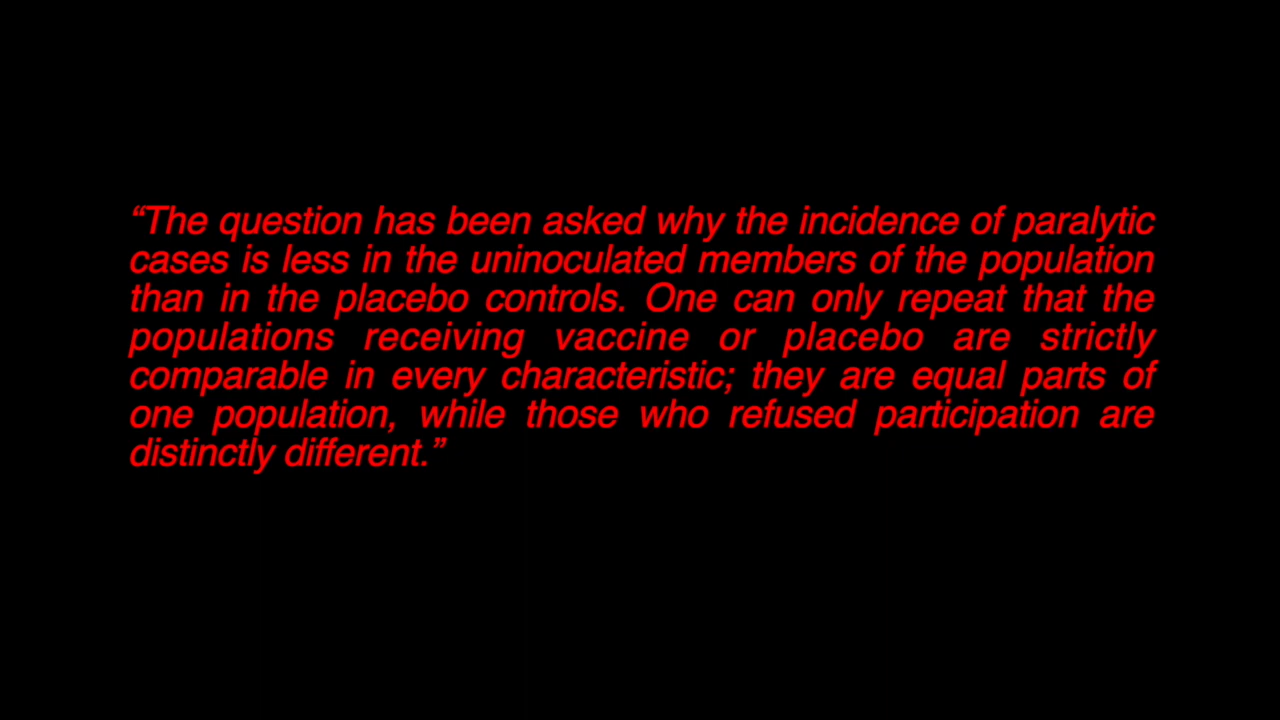 “The question has been asked why the incidence of paralytic
cases is less in the uninoculated members of the population
than in the placebo controls. One can only repeat that the
populations receiving vaccine or placebo are strictly
comparable in every characteristic; they are equal parts of
one population, while those who refused participation are
distinctly different.”